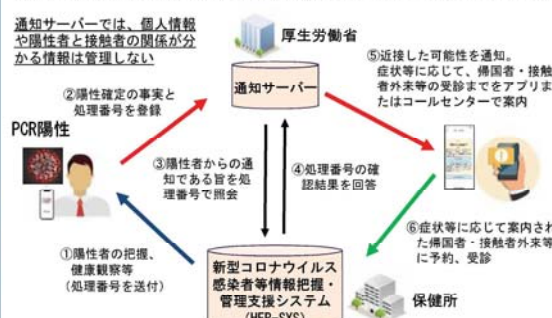 通知サーバーでは、個人情報
や陽性者と接触者の関係が分
かる情報は管理しない
厚生労働省
通知サーバー
②陽性確定の事実と
処理番号を登録
⑤近接した可能性を通知。
症状等に応じて、帰国者・接触
者外来等の受診までをアプリま
たはコールセンターで案内
PCR陽性
③陽性者からの通
知である旨を処
理番号で照会
④処理番号の確
認結果を回答
①陽性者の把握、
健康観察等
(処理番号を送付)
⑥症状等に応じて案内され
た帰国者・接触者外来等
に予約、受診
新型コロナウイルス
感染者等情報把握・
管理支援システム
(HER-SYS)
保健所